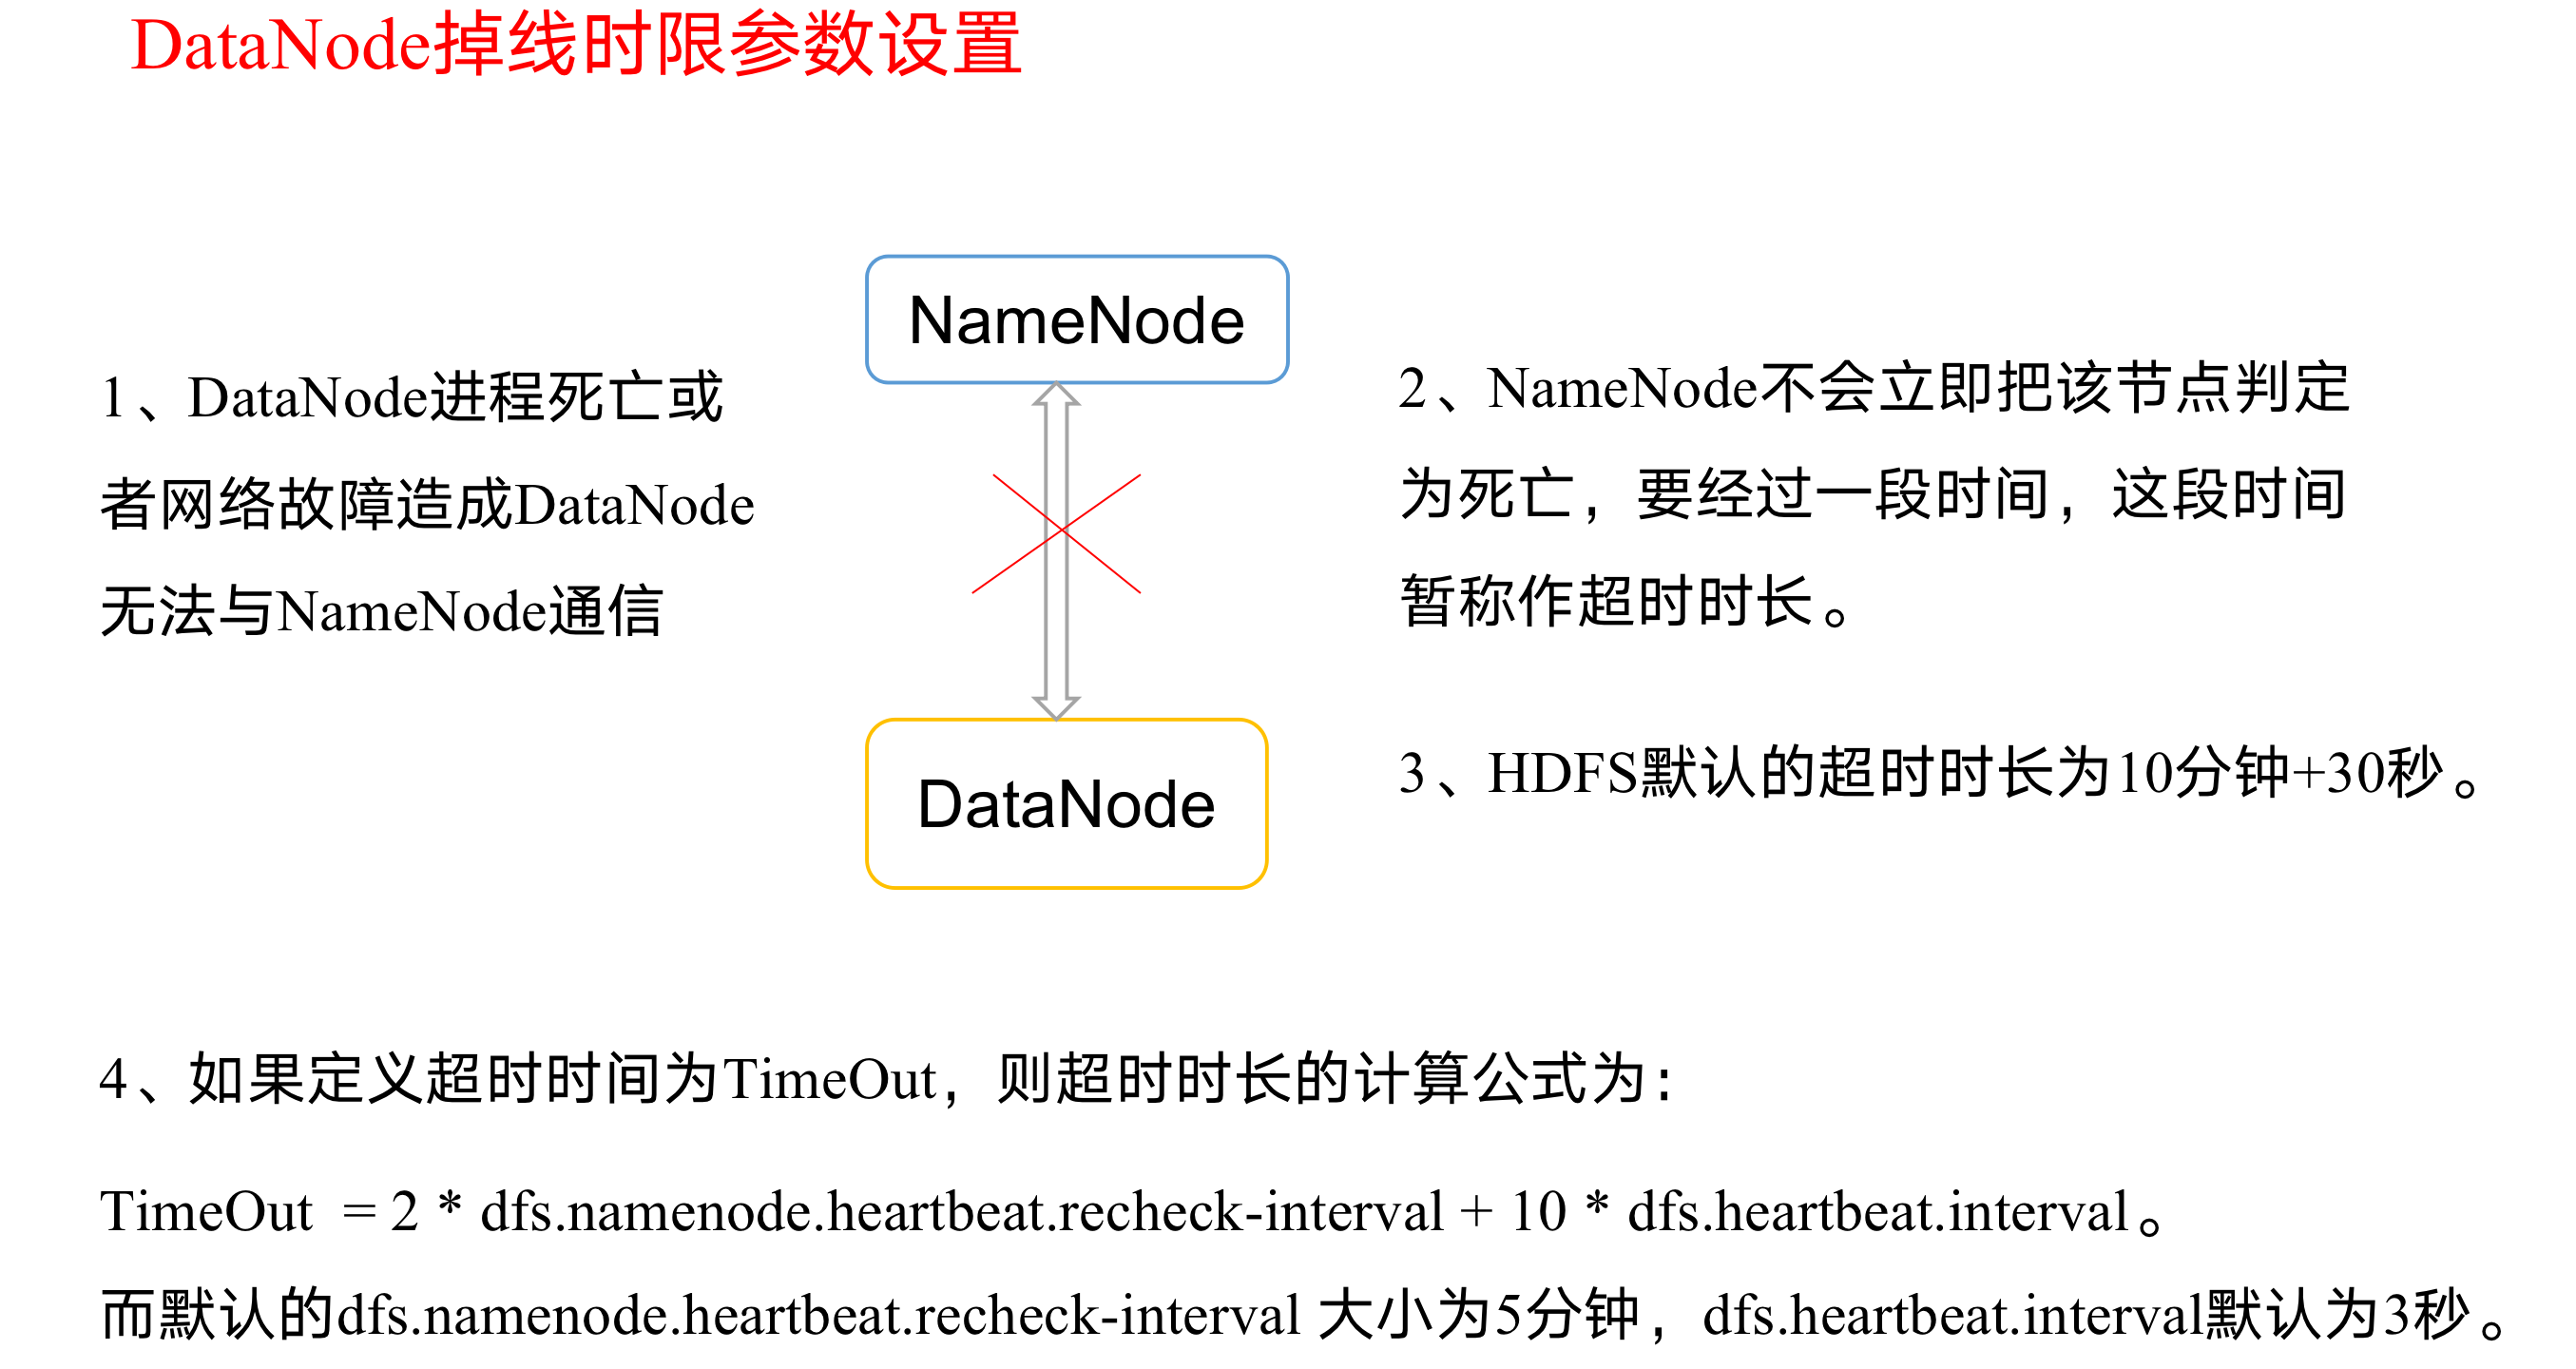 DataNode掉线时限参数设置
NameNode
1、DataNode进程死亡或
者网络故障造成DataNode
无法与NameNode通信
2、NameNode不会立即把该节点判定
为死亡，要经过一段时间，这段时间
暂称作超时时长。
3、HDFS默认的超时时长为10分钟+30秒。
DataNode
4、如果定义超时时间为TimeOut，则超时时长的计算公式为：
TimeOut  = 2 * dfs.namenode.heartbeat.recheck-interval + 10 * dfs.heartbeat.interval。
而默认的dfs.namenode.heartbeat.recheck-interval 大小为5分钟，dfs.heartbeat.interval默认为3秒。